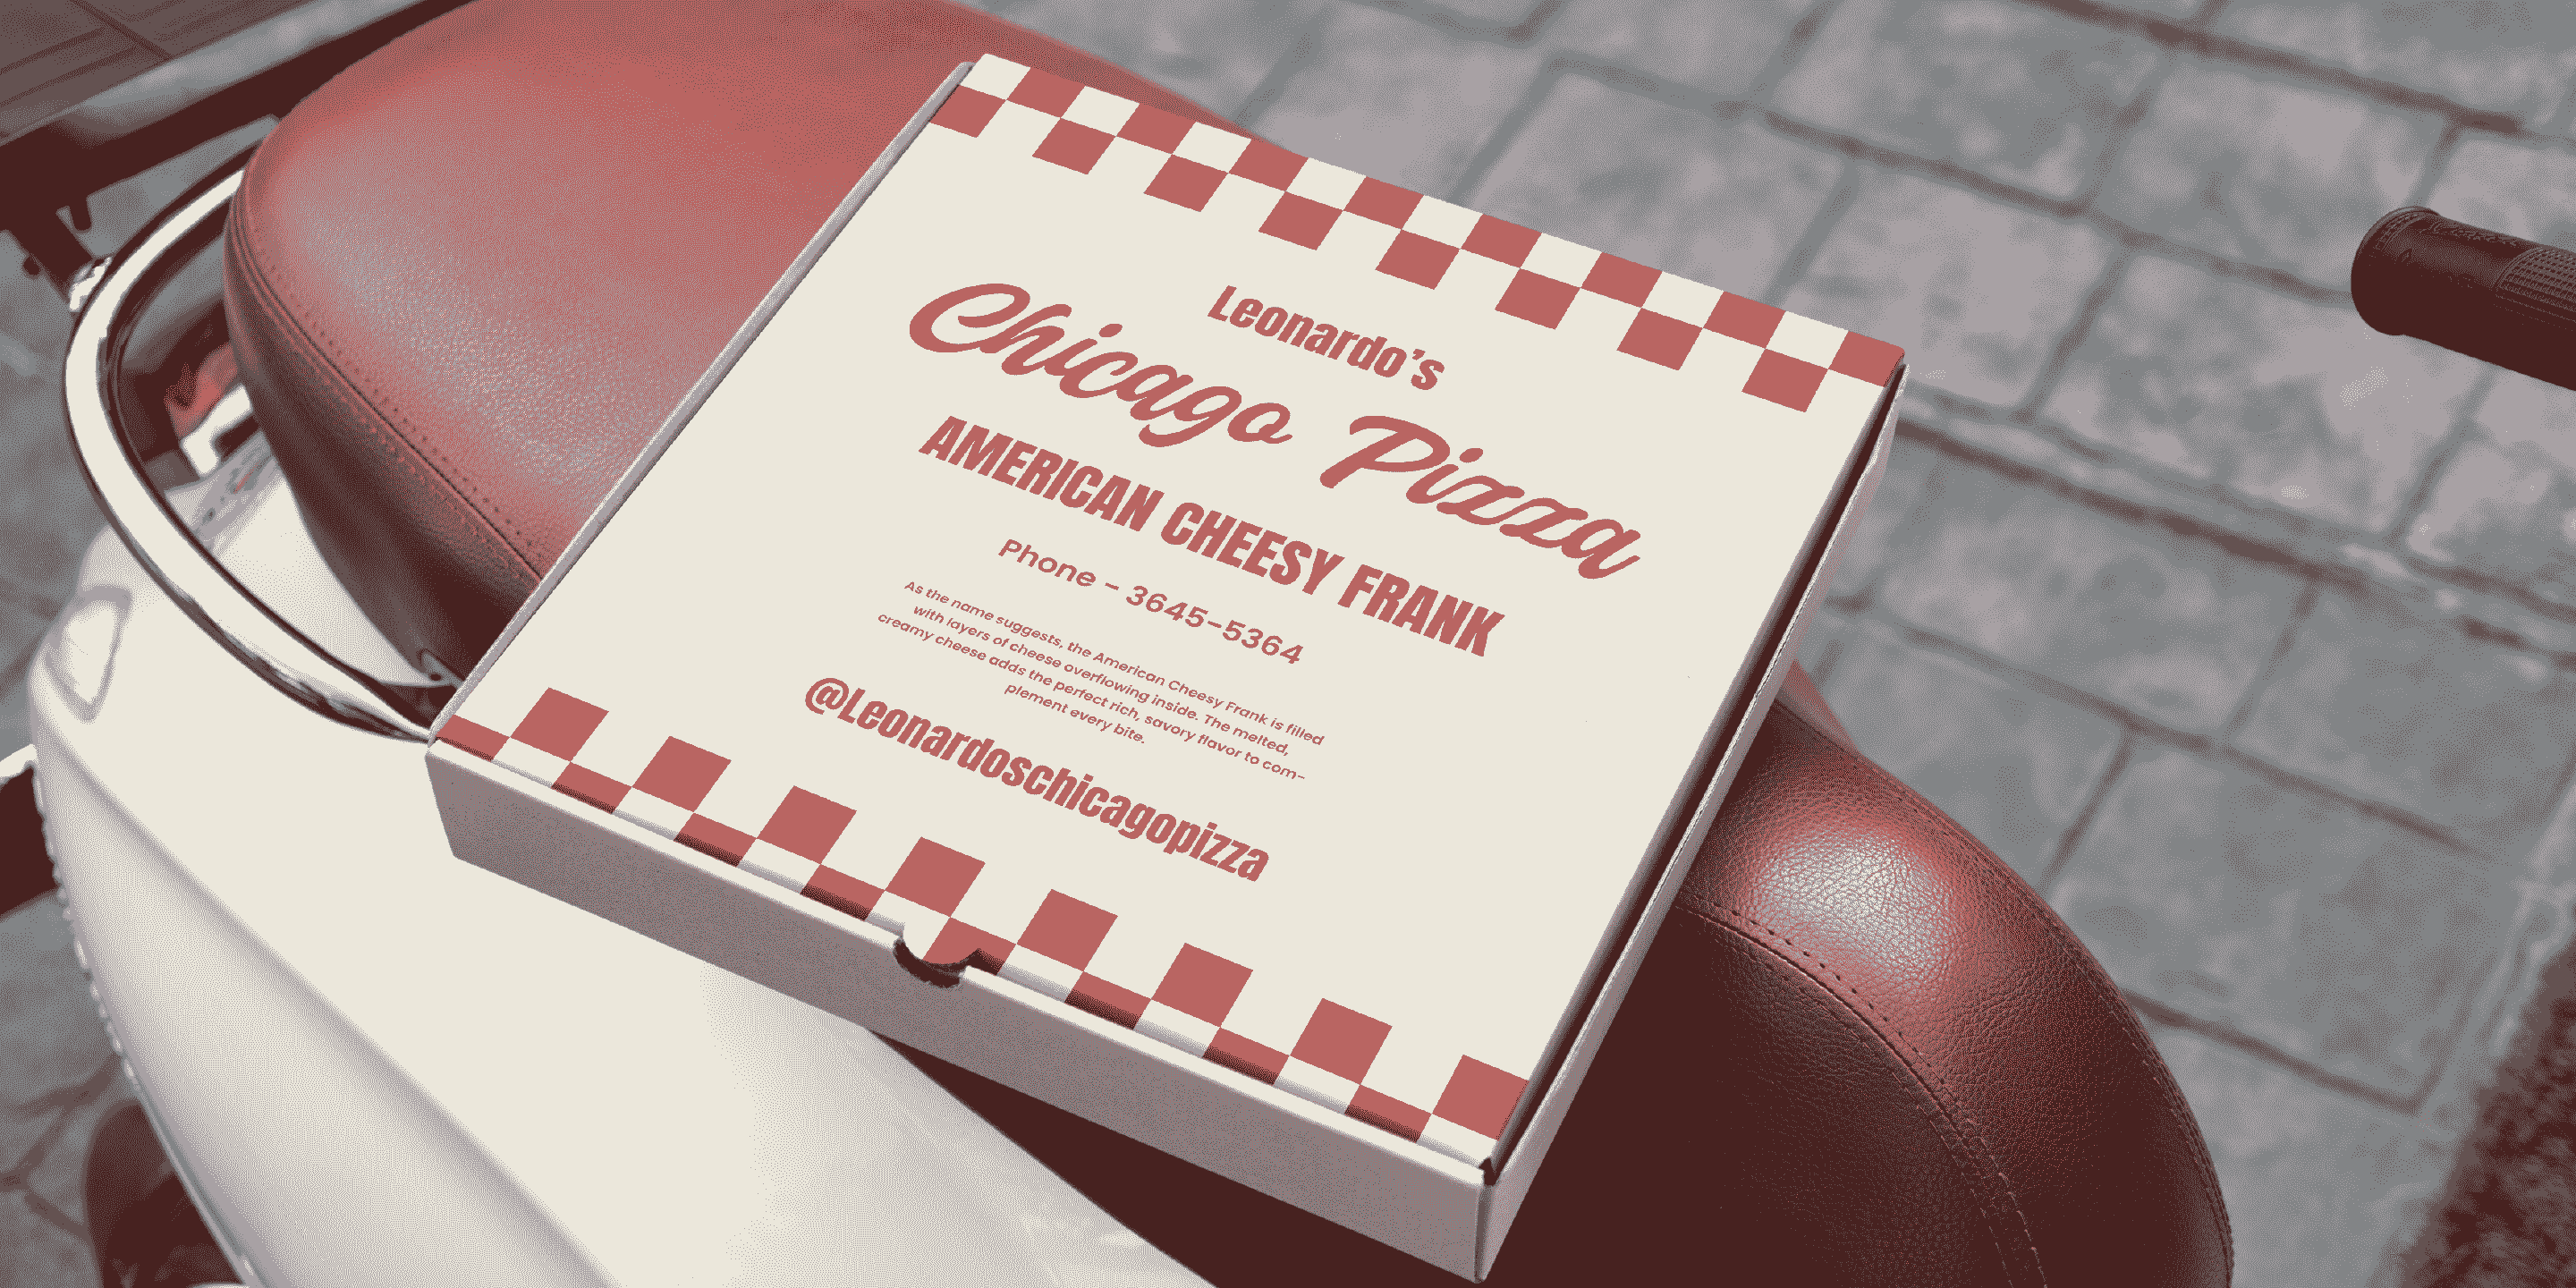 Leonardo's
Chicago Pizza
AMERICAN CHEESY FRANK
Phone - 3645-5364
As the name suggests, the American Cheesy Frank is filled
with layers of cheese overflowing inside. The melted,
creamy cheese adds the perfect rich, savory flavor to com-
plement every bite.
@Leonardoschicagopizza